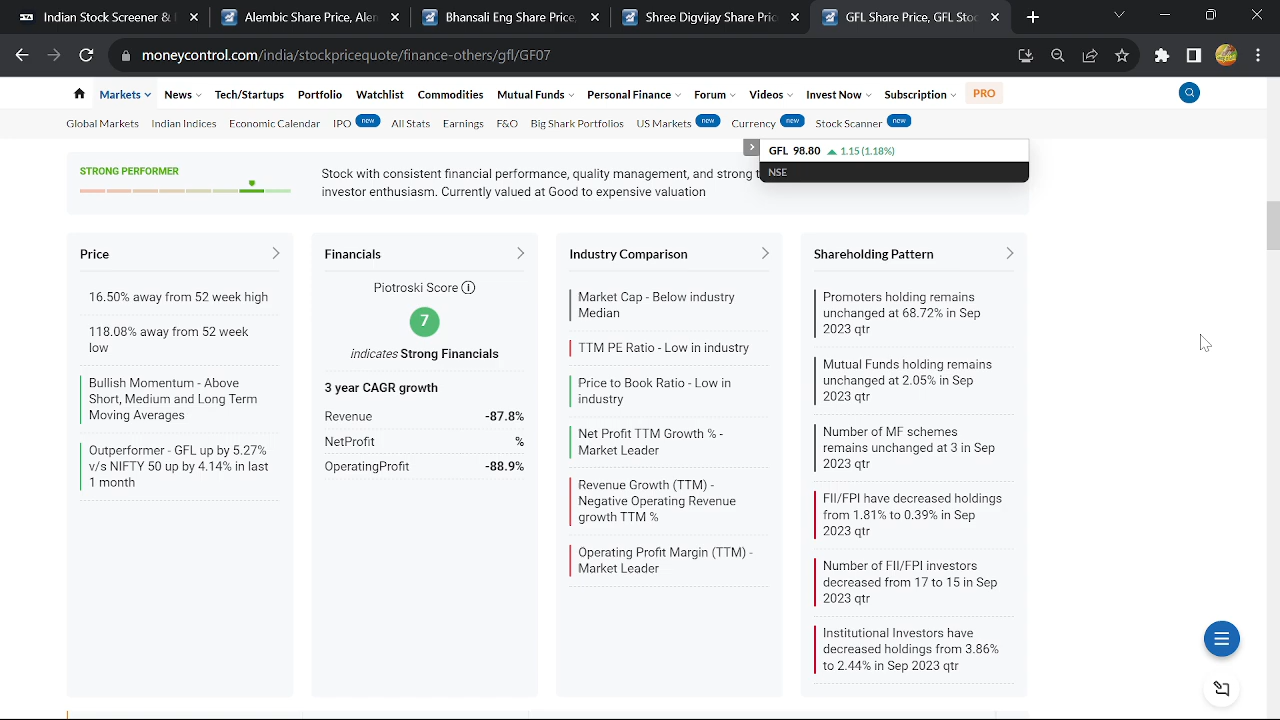 Indian Stock & I
Stock Price, Stock
Financial Share Price, Fi
Shree Digvijay Share Pric
GFL Stock Price, GFL Stoc
moneycontrol.com/india/stockpricequote/finance-others/gfl/GF07
Markets News Tech/Startups Portfolio Watchlist Commodities Mutual Funds Personal Finance Forum Videos Invest Now Subscription PRO
Global Markets Indian Indices Economic Calendar IPO new All Stats Earnings F&O Big Share Portfolios US Markets new Currency new Stock Scanner new
GFL 98.80 1.15 (1.18%)
NSE
STRONG PERFORMER
Stock with consistent financial performance, quality management, and strong
investor enthusiasm. Currently valued at Good to expensive valuation
Price
16.50% away from 52 week high
118.08% away from 52 week
low
Bullish Momentum - Above
Short, Medium and Long Term
Moving Averages
Outperformer - GFL up by 5.27%
v/s NIFTY 50 up by 4.14% in last
1 month
Financials
Piotroski Score
7
indicates Strong Financials
3 year CAGR growth
Revenue -87.8%
NetProfit %
OperatingProfit -88.9%
Industry Comparison
Market Cap - Below industry
Median
TTM PE Ratio - Low in industry
Price to Book Ratio - Low in
industry
Net Profit TTM Growth % -
Market Leader
Revenue Growth (TTM) -
Negative Operating Revenue
growth TTM %
Operating Profit Margin (TTM) -
Market Leader
Shareholding Pattern
Promoters holding remains
unchanged at 68.72% in Sep
2023 qtr
Mutual Funds holding remains
unchanged at 2.05% in Sep
2023 qtr
Number of MF schemes
remains unchanged at 3 in Sep
2023 qtr
FII/FPI have decreased holdings
from 1.81% to 0.39% in Sep
2023 qtr
Number of FII/FPI investors
decreased from 17 to 15 in Sep
2023 qtr
Institutional Investors have
decreased holdings from 3.86%
to 2.44% in Sep 2023 qtr